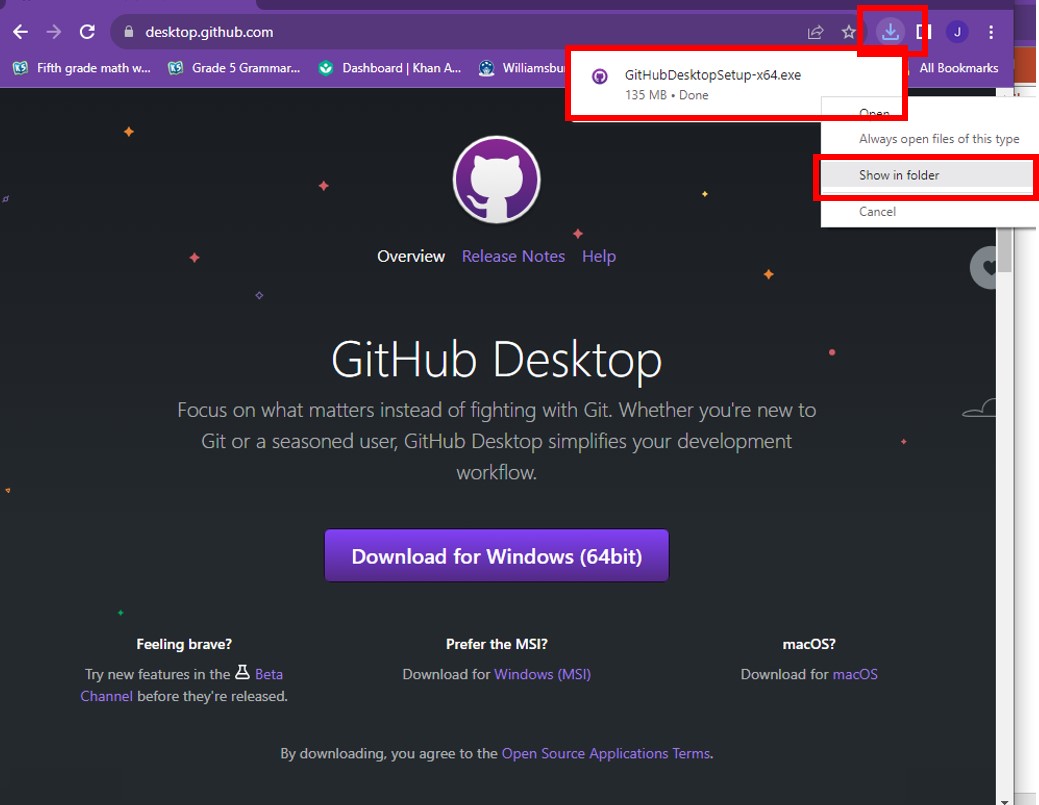 desktop.github.com
J
Fifth grade math w...
Grade 5 Grammar...
Dashboard | Khan A...
Williamsbu
All Bookmarks
GitHubDesktopSetup-x64.exe
135 MB • Done
Open
Always open files of this type
Show in folder
Cancel
Overview Release Notes Help
GitHub Desktop
Focus on what matters instead of fighting with Git. Whether you're new to
Git or a seasoned user, GitHub Desktop simplifies your development
workflow.
Download for Windows (64bit)
Feeling brave?
Try new features in the Beta
Channel before they're released.
Prefer the MSI?
Download for Windows (MSI)
macOS?
Download for macOS
By downloading, you agree to the Open Source Applications Terms.